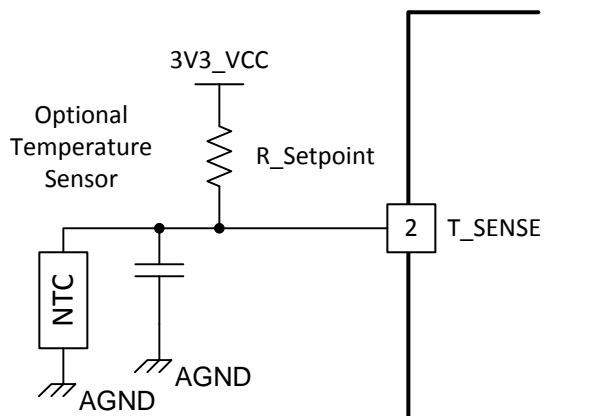 3V3_VCC
Optional
Temperature
Sensor
R_Setpoint
2
T_SENSE
NTC
AGND
AGND